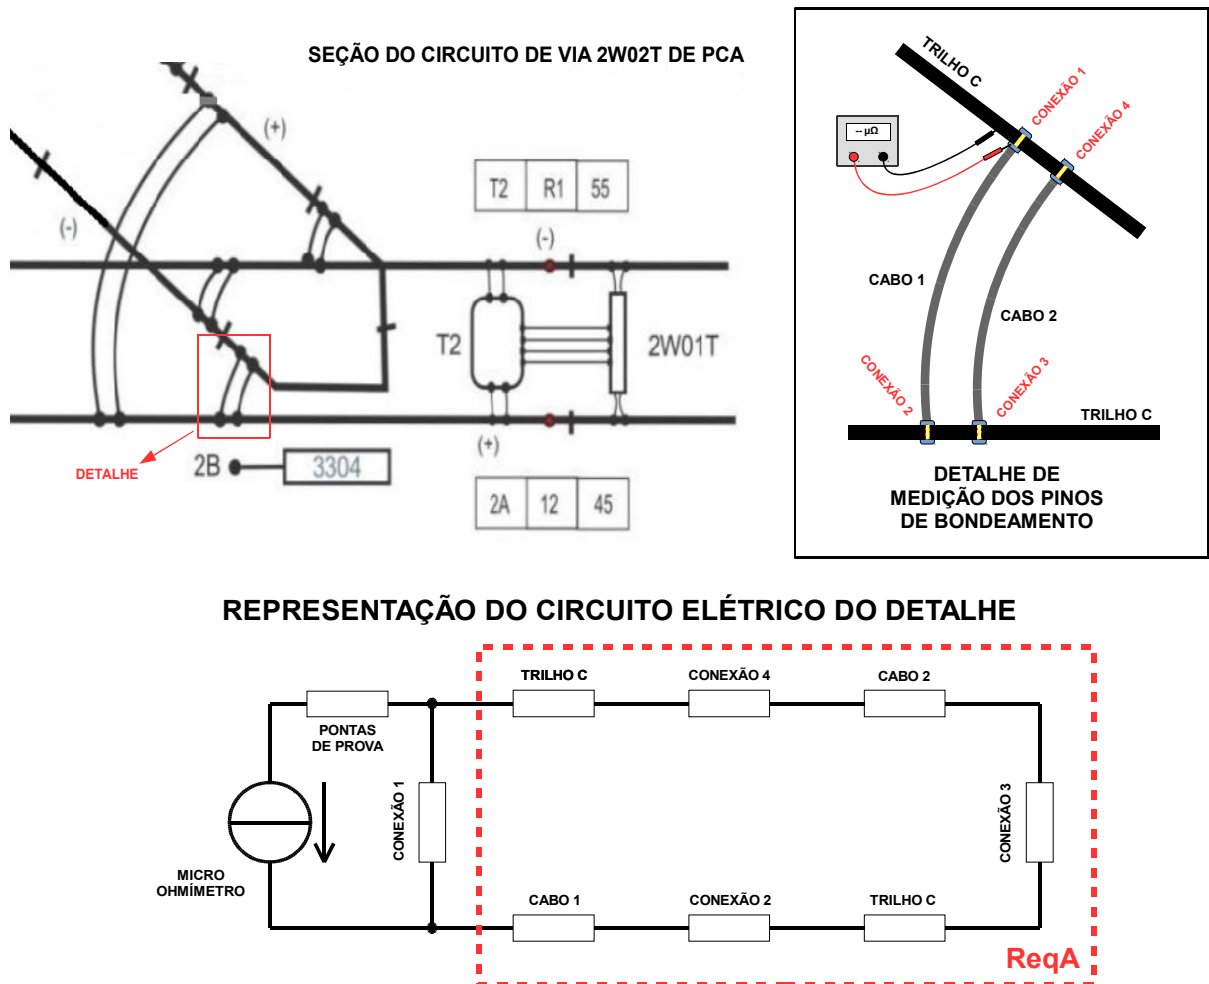 SEÇÃO DO CIRCUITO DE VIA 2W02T DE PCA
(+)
(-)
T2 R1 55
(-)
T2
2W01T
(+)
2A 12 45
DETALHE
2B
3304
TRILHO C
CONEXÃO 1
CONEXÃO 4
-- µΩ
CABO 1
CABO 2
CONEXÃO 2
CONEXÃO 3
TRILHO C
DETALHE DE
MEDIÇÃO DOS PINOS
DE BONDEAMENTO
REPRESENTAÇÃO DO CIRCUITO ELÉTRICO DO DETALHE
TRILHO C
CONEXÃO 4
CABO 2
PONTAS
DE PROVA
CONEXÃO 1
CONEXÃO 3
MICRO
OHMÍMETRO
CABO 1
CONEXÃO 2
TRILHO C
ReqA